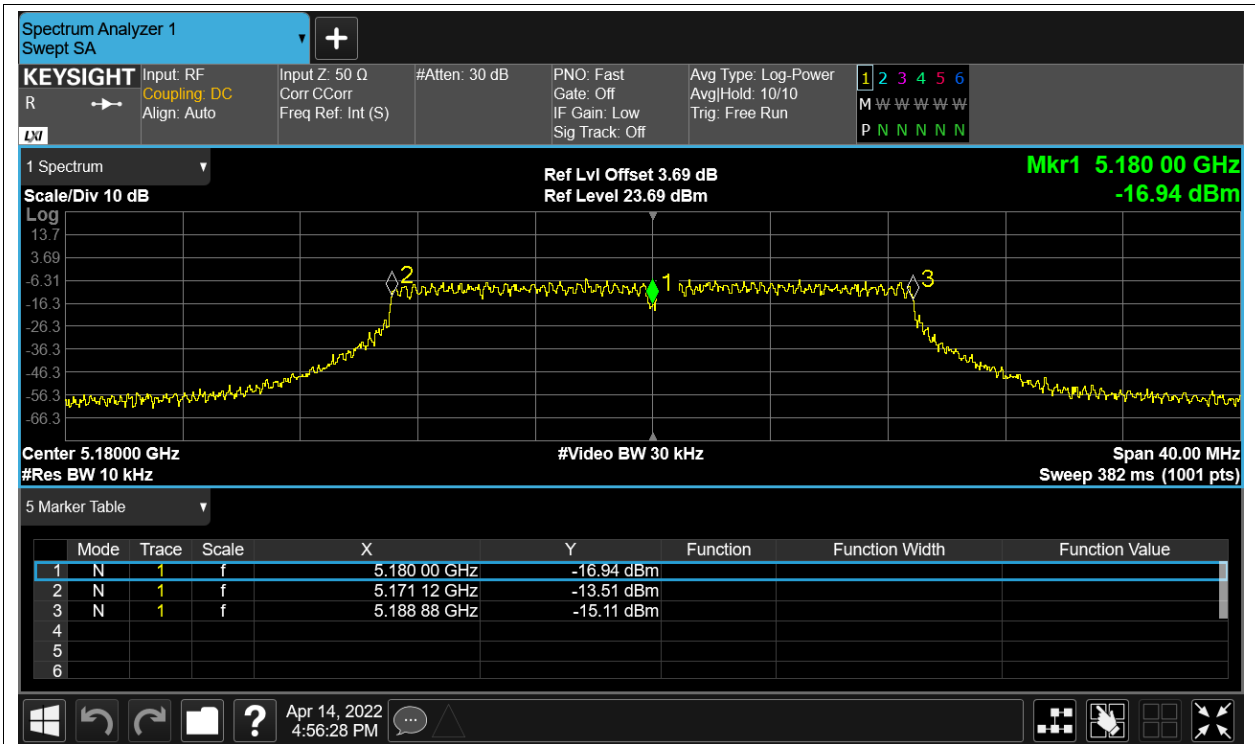 Spectrum Analyzer 1
Swept SA
KEYSIGHT Input: RF Input Z: 50 Ω #Atten: 30 dB PNO: Fast Avg Type: Log-Power 1 2 3 4 5 6
R Coupling: DC Corr CCorr Gate: Off Avg|Hold: 10/10 M W W W W W
Align: Auto Freq Ref: Int (S) IF Gain: Low Trig: Free Run
LXI Sig Track: Off P N N N N N
1 Spectrum Ref Lvl Offset 3.69 dB Mkr1 5.180 00 GHz
Scale/Div 10 dB Ref Level 23.69 dBm -16.94 dBm
Log
13.7
3.69
-6.31 2 1 3
-16.3
-26.3
-36.3
-46.3
-56.3
-66.3
Center 5.18000 GHz #Video BW 30 kHz Span 40.00 MHz
#Res BW 10 kHz Sweep 382 ms (1001 pts)
5 Marker Table
Mode Trace Scale X Y Function Function Width Function Value
1 N 1 f 5.180 00 GHz -16.94 dBm
2 N 1 f 5.171 12 GHz -13.51 dBm
3 N 1 f 5.188 88 GHz -15.11 dBm
4
5
6
? Apr 14, 2022
4:56:28 PM